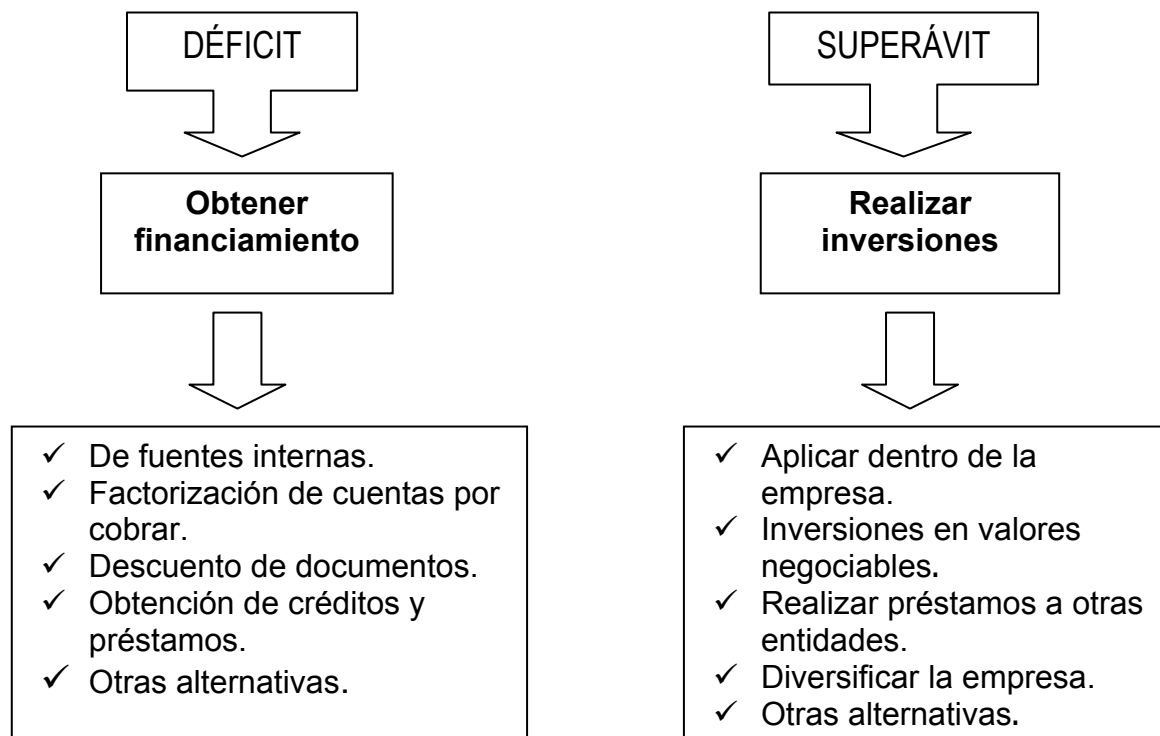 DÉFICIT
Obtener
financiamiento
✓ De fuentes internas.
✓ Factorización de cuentas por
cobrar.
✓ Descuento de documentos.
✓ Obtención de créditos y
préstamos.
✓ Otras alternativas.
SUPERÁVIT
Realizar
inversiones
✓ Aplicar dentro de la
empresa.
✓ Inversiones en valores
negociables.
✓ Realizar préstamos a otras
entidades.
✓ Diversificar la empresa.
✓ Otras alternativas.